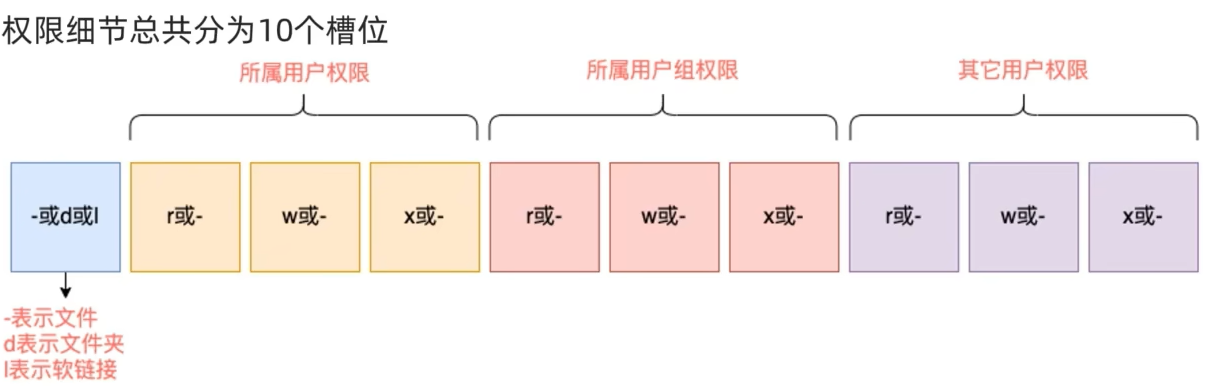 权限细节总共分为10个槽位
所属用户权限 所属用户组权限 其它用户权限
-或d或l r或- w或- x或- r或- w或- x或- r或- w或- x或-
-表示文件
d表示文件夹
l表示软链接